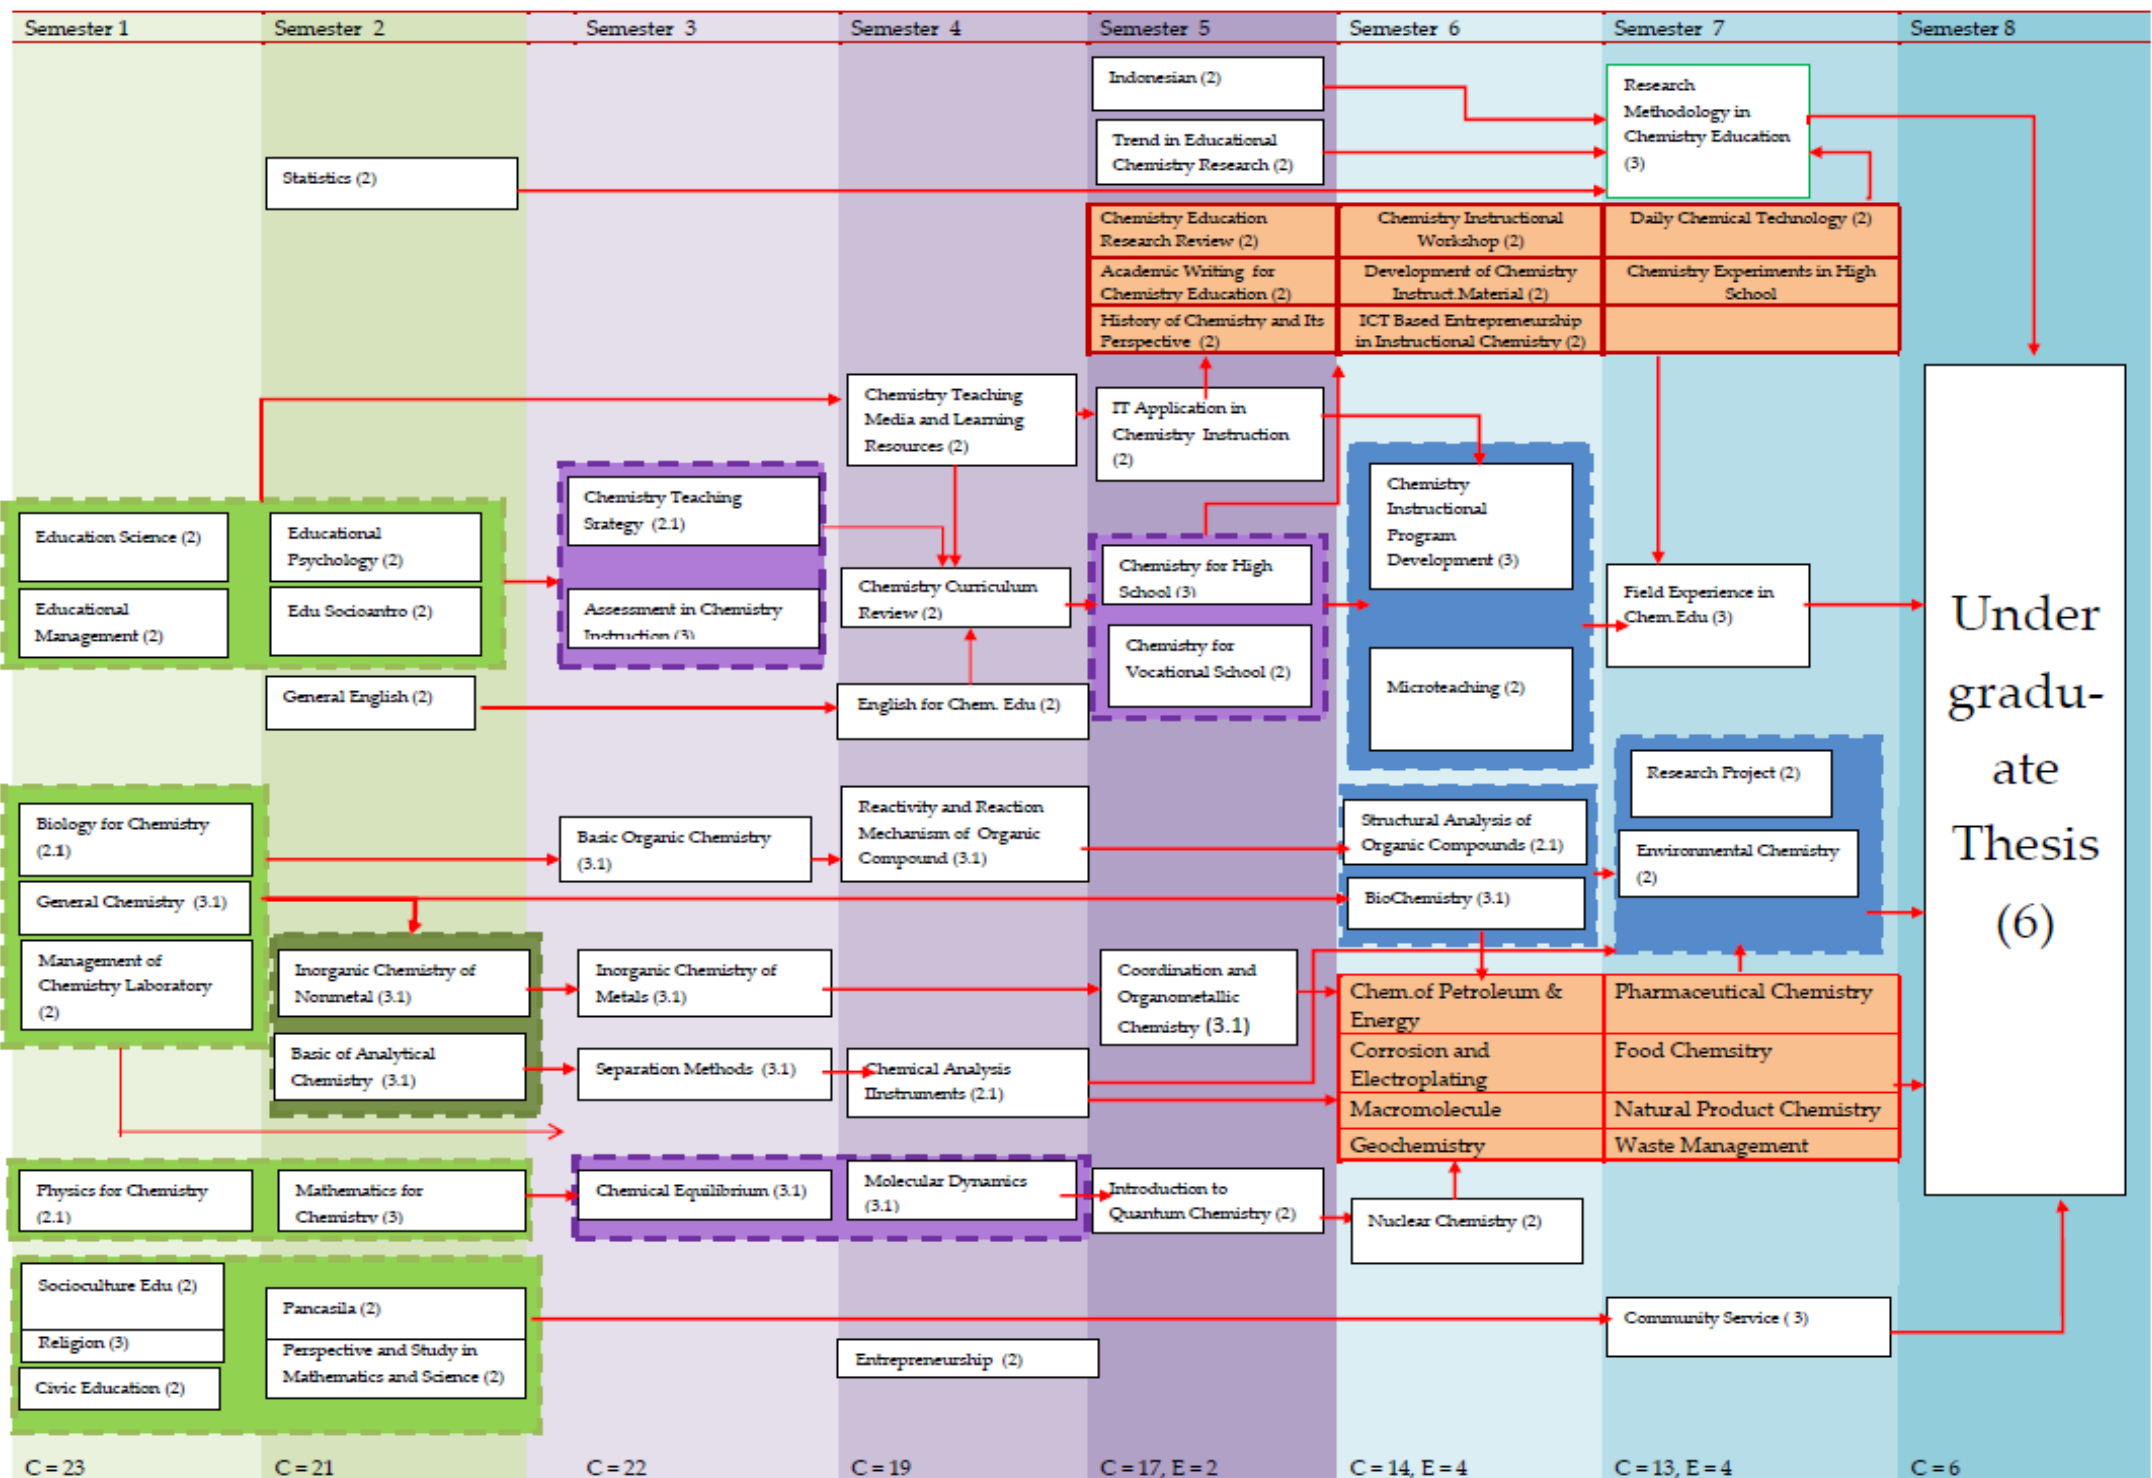 Semester 1
Semester 2
Semester 3
Semester 4
Semester 5
Semester 6
Semester 7
Semester 8
Indonesian (2)
Trend in Educational
Chemistry Research (2)
Research
Methodology in
Chemistry Education
(3)
Statistics (2)
Chemistry Education
Research Review (2)
Chemistry Instructional
Workshop (2)
Daily Chemical Technology (2)
Academic Writing for
Chemistry Education (2)
Development of Chemistry
Instruct.Material (2)
Chemistry Experiments in High
School
History of Chemistry and Its
Perspective (2)
ICT Based Entrepreneurship
in Instructional Chemistry (2)
Chemistry Teaching
Media and Learning
Resources (2)
IT Application in
Chemistry Instruction
(2)
Education Science (2)
Educational
Management (2)
Educational
Psychology (2)
Edu Socioantro (2)
Chemistry Teaching
Srategy (2.1)
Assessment in Chemistry
Instruction (3)
Chemistry Curriculum
Review (2)
Chemistry for High
School (3)
Chemistry for
Vocational School (2)
Chemistry
Instructional
Program
Development (3)
Microteaching (2)
Field Experience in
Chem.Edu (3)
Under
gradu-
ate
Thesis
(6)
General English (2)
English for Chem. Edu (2)
Biology for Chemistry
(2.1)
General Chemistry (3.1)
Management of
Chemistry Laboratory
(2)
Basic Organic Chemistry
(3.1)
Reactivity and Reaction
Mechanism of Organic
Compound (3.1)
Structural Analysis of
Organic Compounds (2.1)
BioChemistry (3.1)
Research Project (2)
Environmental Chemistry
(2)
Inorganic Chemistry of
Nonmetal (3.1)
Basic of Analytical
Chemistry (3.1)
Inorganic Chemistry of
Metals (3.1)
Separation Methods (3.1)
Chemical Analysis
IInstruments (2.1)
Coordination and
Organometallic
Chemistry (3.1)
Chem.of Petroleum &
Energy
Pharmaceutical Chemistry
Corrosion and
Electroplating
Food Chemsitry
Macromolecule
Natural Product Chemistry
Geochemistry
Waste Management
Physics for Chemistry
(2.1)
Mathematics for
Chemistry (3)
Chemical Equilibrium (3.1)
Molecular Dynamics
(3.1)
Introduction to
Quantum Chemistry (2)
Nuclear Chemistry (2)
Socioculture Edu (2)
Religion (3)
Civic Education (2)
Pancasila (2)
Perspective and Study in
Mathematics and Science (2)
Entrepreneurship (2)
Community Service ( 3)
C = 23
C = 21
C = 22
C = 19
C = 17, E = 2
C = 14, E = 4
C = 13, E = 4
C = 6